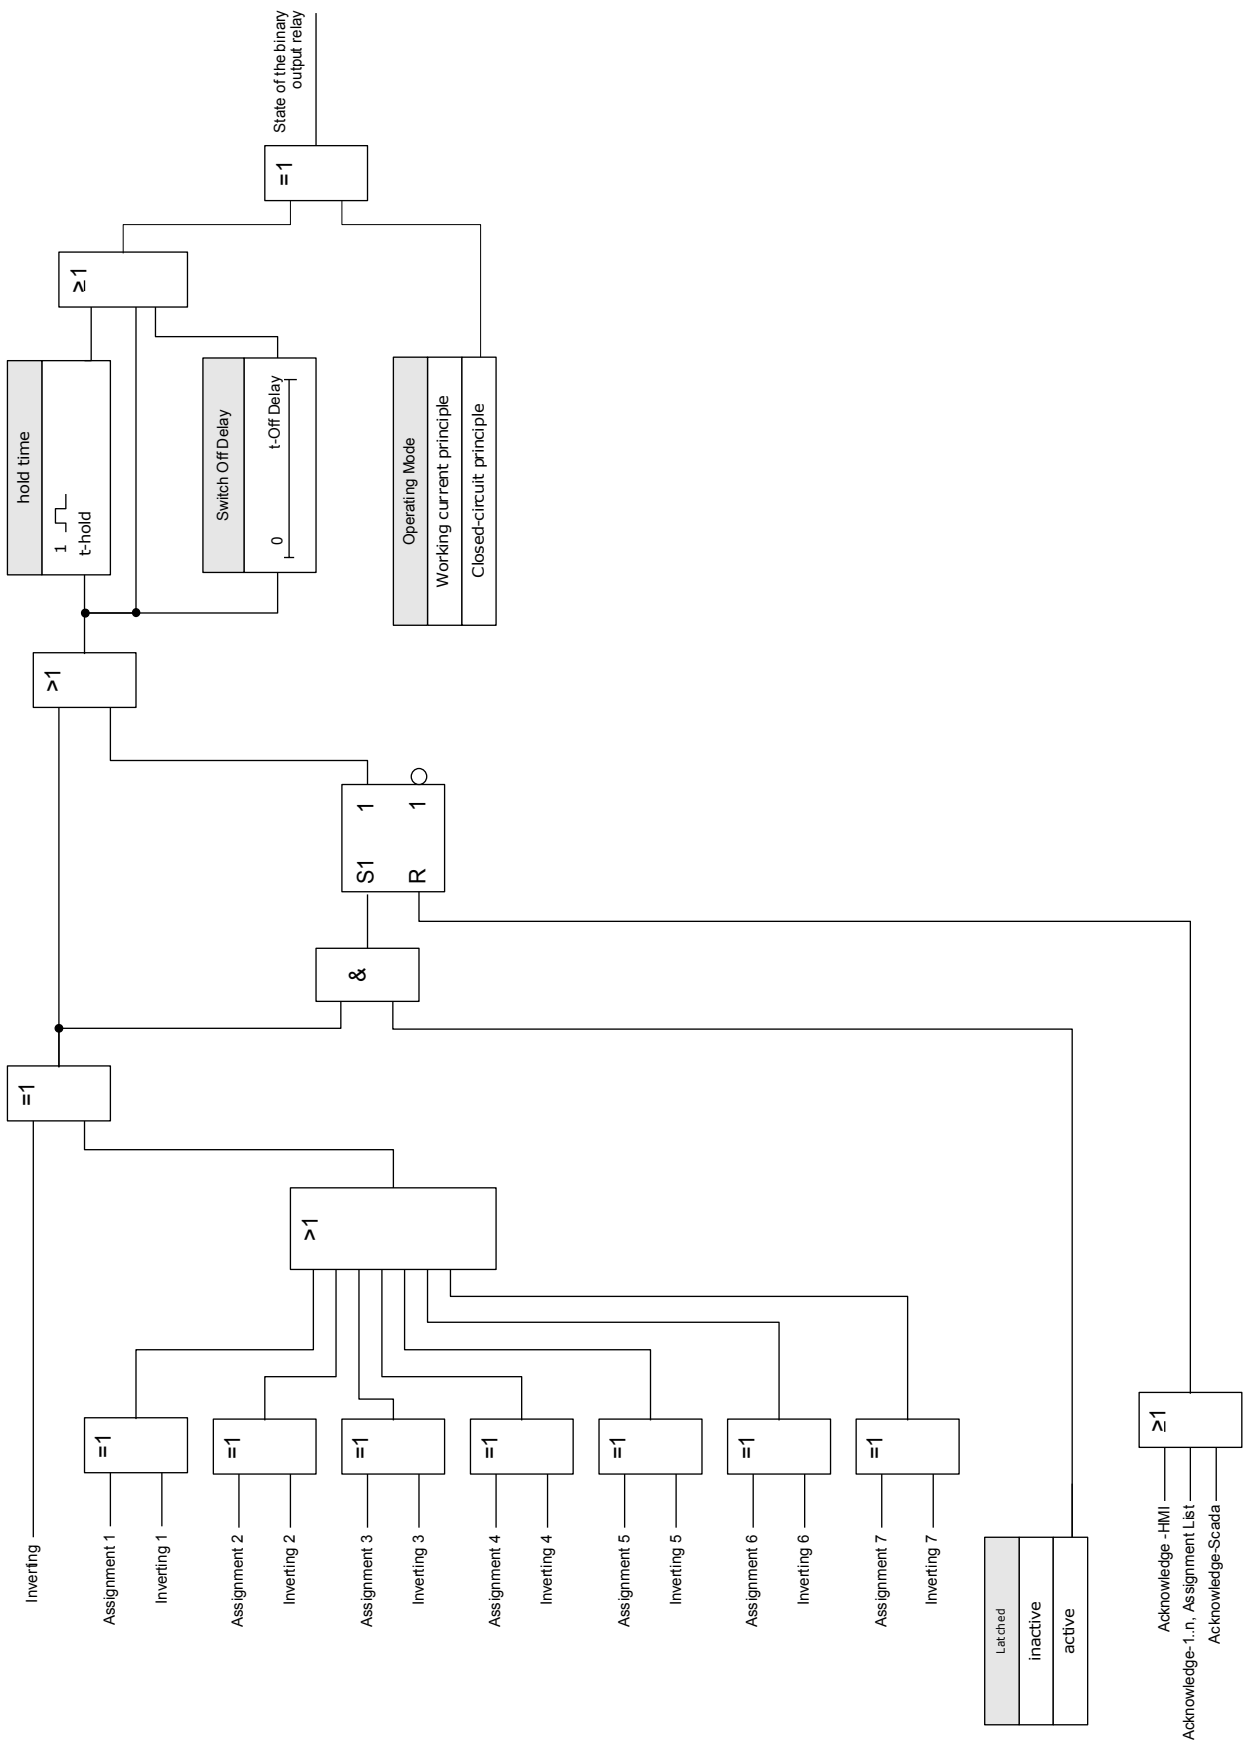 Inverting
Assignment 1
Inverting 1
=1
Assignment 2
Inverting 2
=1
Assignment 3
Inverting 3
=1
Assignment 4
Inverting 4
=1
Assignment 5
Inverting 5
=1
Assignment 6
Inverting 6
=1
Assignment 7
Inverting 7
=1
>1
=1
Latched
inactive
active
&
Acknowledge -HMI
Acknowledge-1..n, Assignment List
Acknowledge-Scada
≥1
S1 1
R 1
>1
hold time
1
t-hold
Switch Off Delay
0 t-Off Delay
Operating Mode
Working current principle
Closed-circuit principle
≥1
=1
State of the binary
output relay